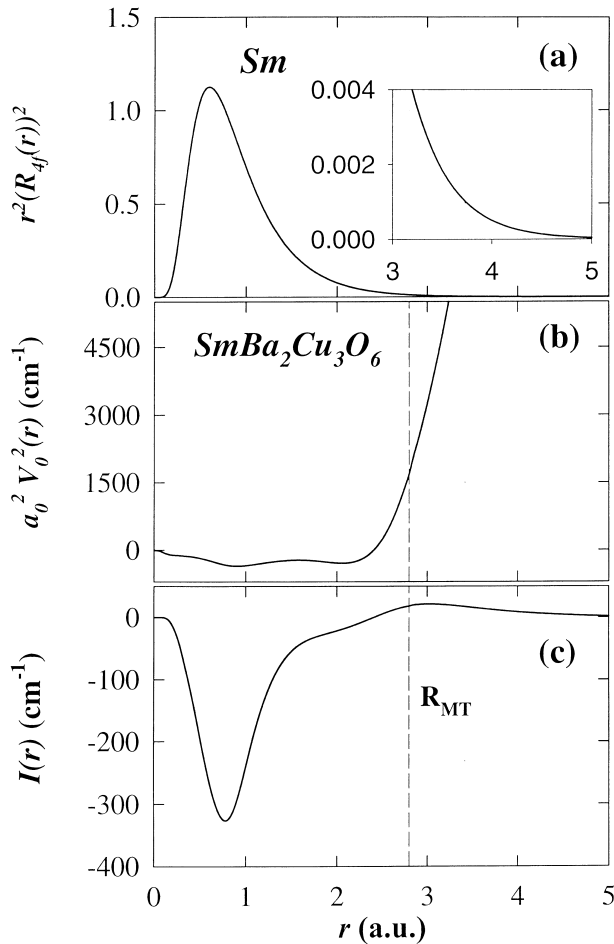 1.5
Sm
(a)
1.0
0.5
0.0
r²(R₄f(r))²
0.004
0.002
0.000
3 4 5
SmBa₂Cu₃O₆
(b)
4500
3000
1500
0
a₀² V₀²(r) (cm⁻¹)
(c)
0
-100
-200
-300
-400
I(r) (cm⁻¹)
R_MT
0 1 2 3 4 5
r (a.u.)